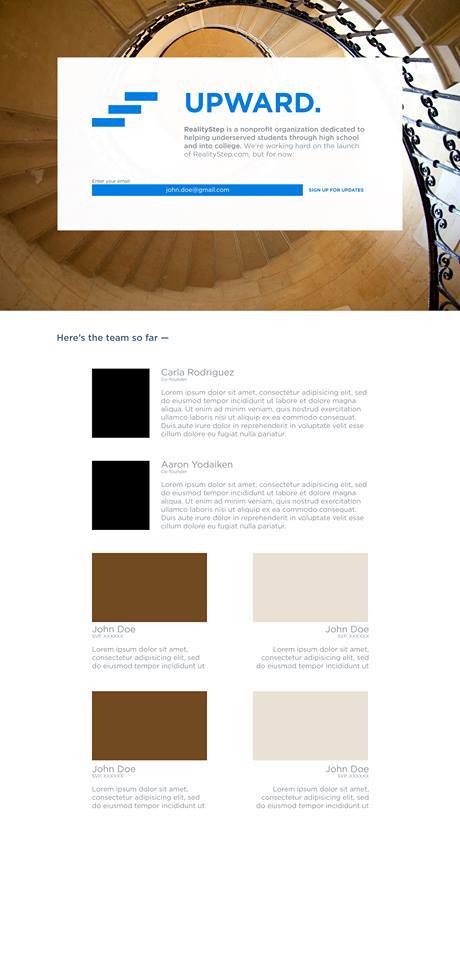 UPWARD.
RealityStep is a nonprofit organization dedicated to
helping underserved students through high school
and into college. We're working hard on the launch
of RealityStep.com, but for now:
Enter your email:
john.doe@gmail.com
SIGN UP FOR UPDATES
Here's the team so far —
Carla Rodriguez
Co-founder
Lorem ipsum dolor sit amet, consectetur adipisicing elit, sed
do eiusmod tempor incididunt ut labore et dolore magna
aliqua. Ut enim ad minim veniam, quis nostrud exercitation
ullamco laboris nisi ut aliquip ex ea commodo consequat.
Duis aute irure dolor in reprehenderit in voluptate velit esse
cillum dolore eu fugiat nulla pariatur.
Aaron Yodaiken
Co-founder
Lorem ipsum dolor sit amet, consectetur adipisicing elit, sed
do eiusmod tempor incididunt ut labore et dolore magna
aliqua. Ut enim ad minim veniam, quis nostrud exercitation
ullamco laboris nisi ut aliquip ex ea commodo consequat.
Duis aute irure dolor in reprehenderit in voluptate velit esse
cillum dolore eu fugiat nulla pariatur.
John Doe
SVP, XXXXXX
Lorem ipsum dolor sit amet,
consectetur adipisicing elit, sed
do eiusmod tempor incididunt ut
John Doe
SVP, XXXXXX
Lorem ipsum dolor sit amet,
consectetur adipisicing elit, sed
do eiusmod tempor incididunt ut
John Doe
SVP, XXXXXX
Lorem ipsum dolor sit amet,
consectetur adipisicing elit, sed
do eiusmod tempor incididunt ut
John Doe
SVP, XXXXXX
Lorem ipsum dolor sit amet,
consectetur adipisicing elit, sed
do eiusmod tempor incididunt ut